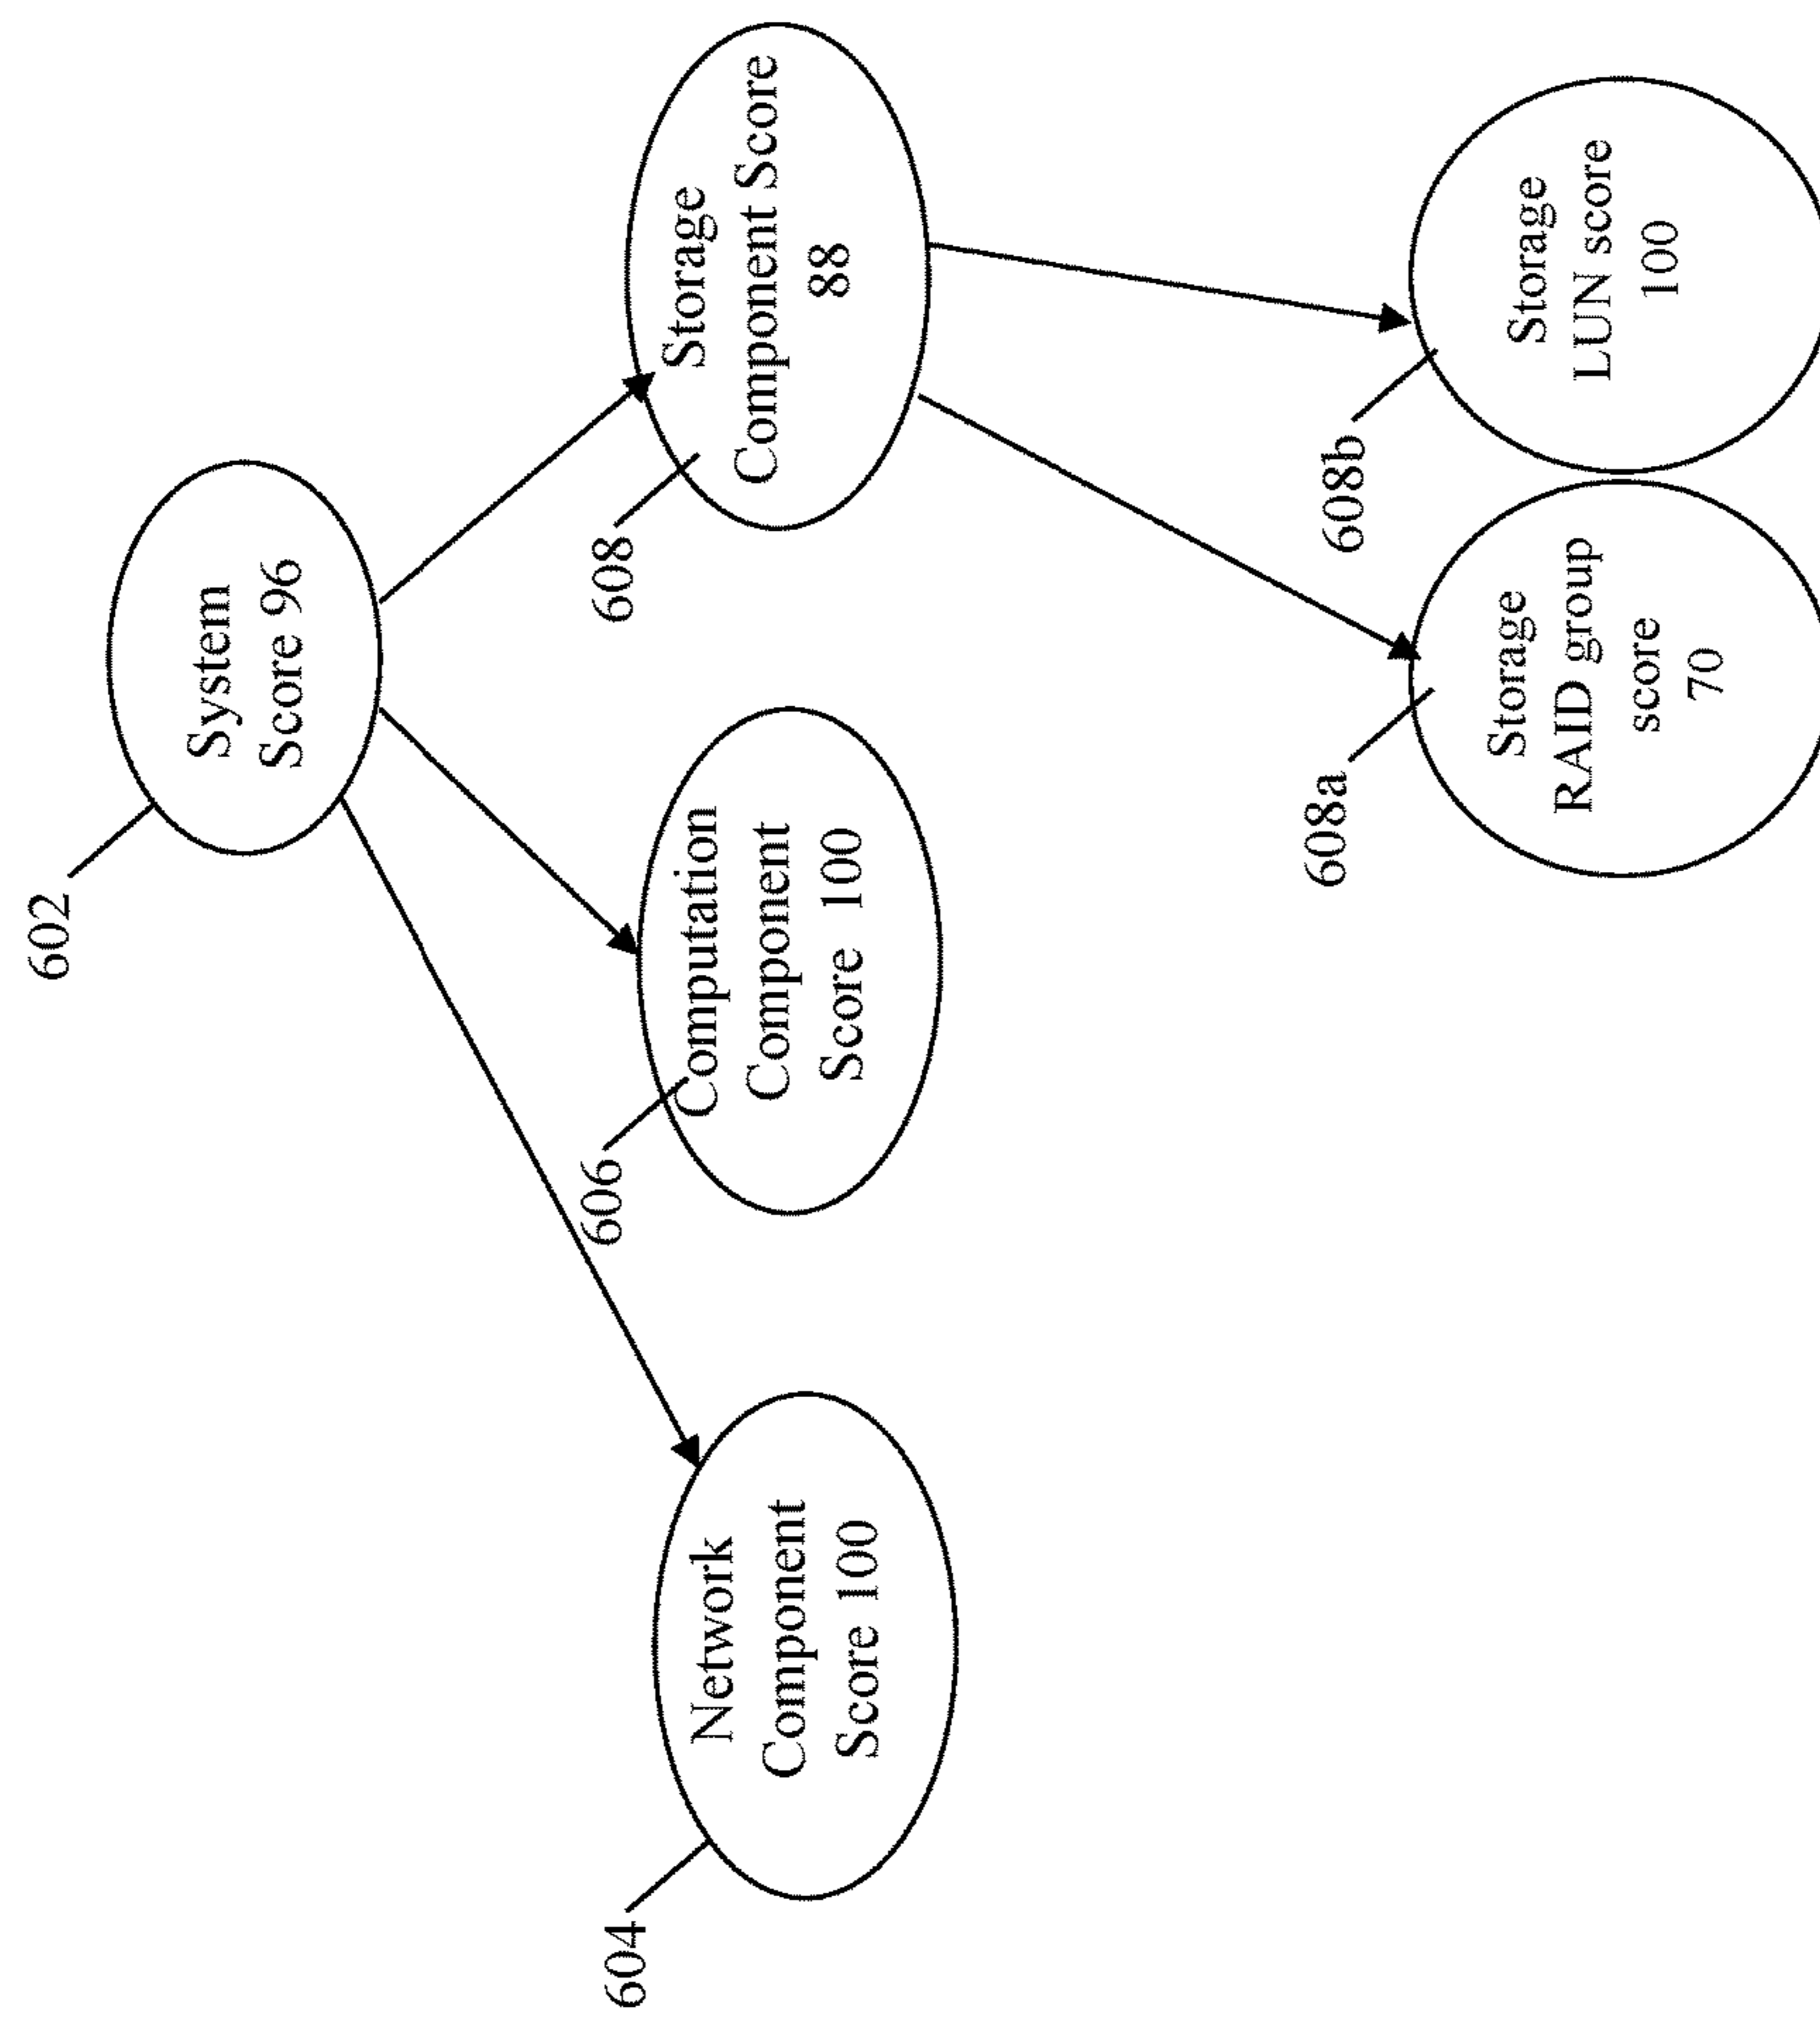 602
System
Score 96
604
Network
Component
Score 100
606
Computation
Component
Score 100
608
Storage
Component Score
88
608a
Storage
RAID group
score
70
608b
Storage
LUN score
100